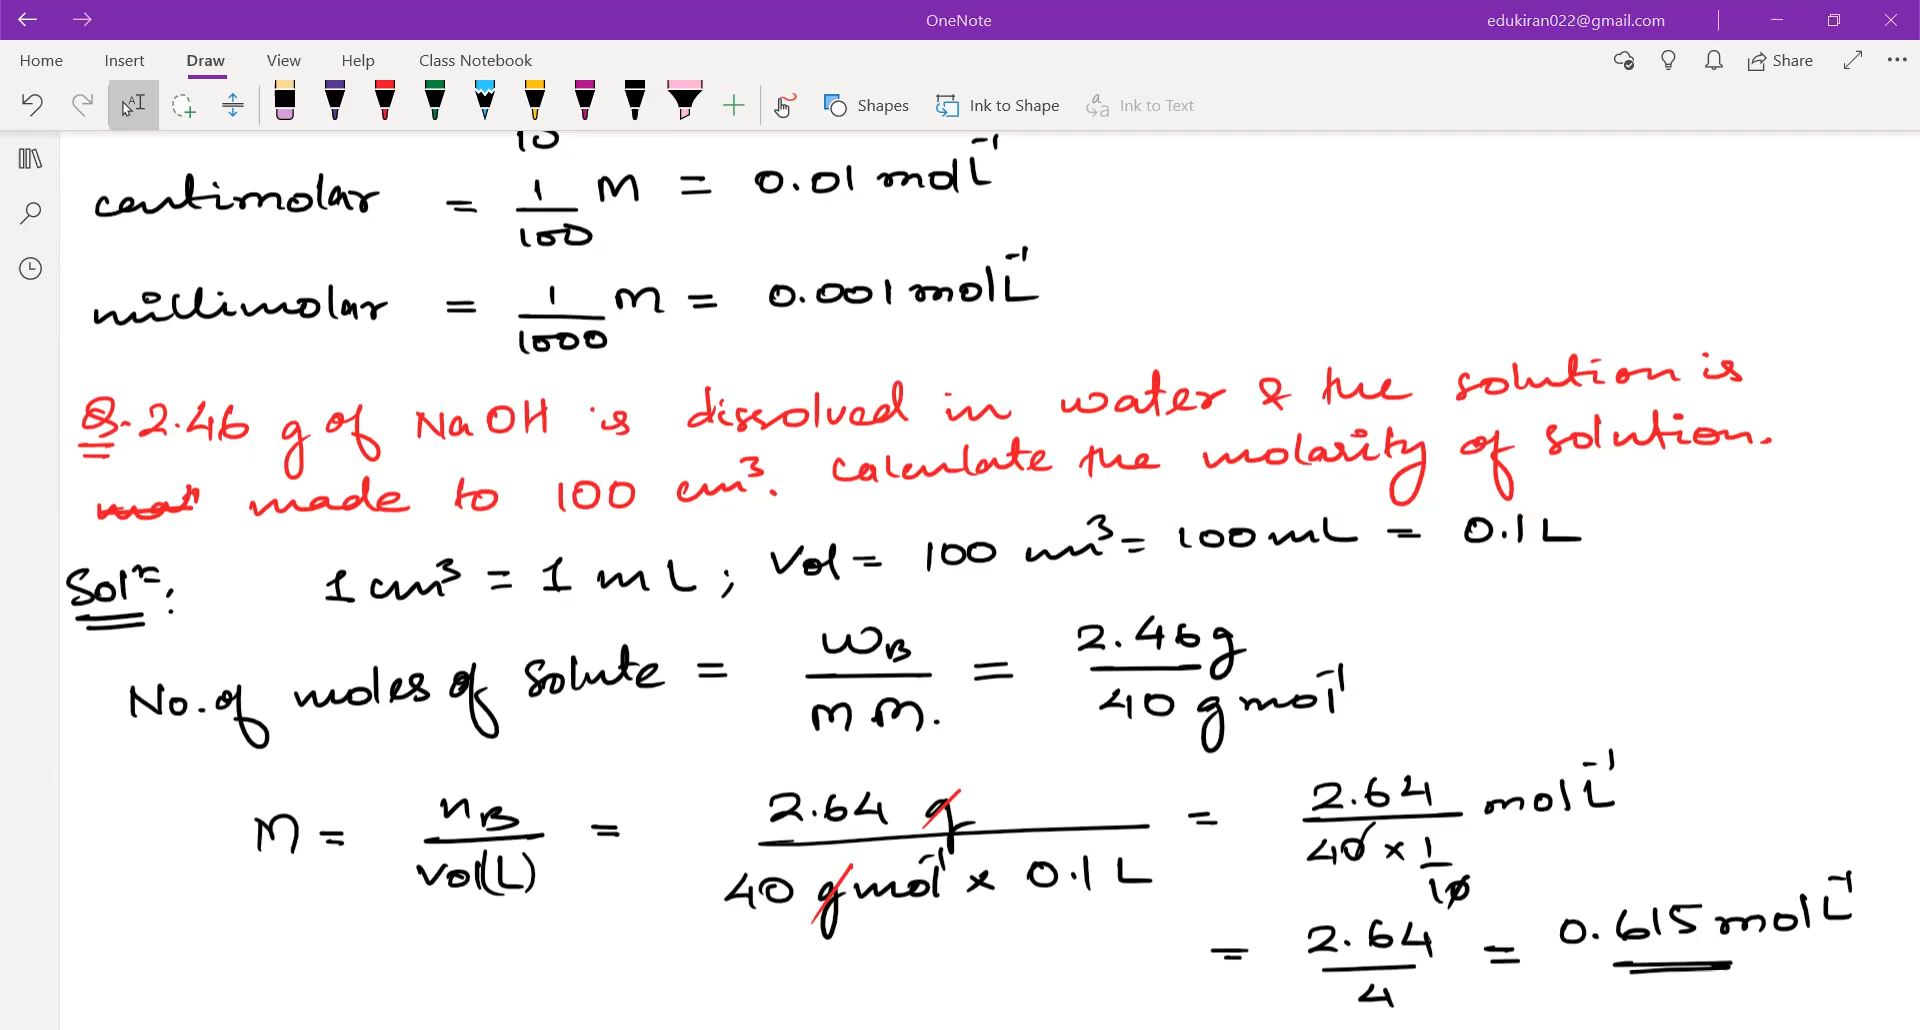 OneNote edukiran022@gmail.com
Home Insert Draw View Help Class Notebook Share
Shapes Ink to Shape Ink to Text
10
centimolar = 1/100 M = 0.01 mol L⁻¹
millimolar = 1/1000 M = 0.001 mol L⁻¹
Q. 2.46 g of NaOH is dissolved in water & the solution is
made to 100 cm³. Calculate the molarity of solution.
Solⁿ: 1 cm³ = 1 mL ; Vol = 100 cm³ = 100 mL = 0.1 L
No. of moles of solute = WB/M M. = 2.46 g/40 g mol⁻¹
M = nB/Vol(L) = 2.64 g/40 g mol⁻¹ × 0.1 L = 2.64/40 × 1/10 mol L⁻¹
= 2.64/4 = 0.615 mol L⁻¹